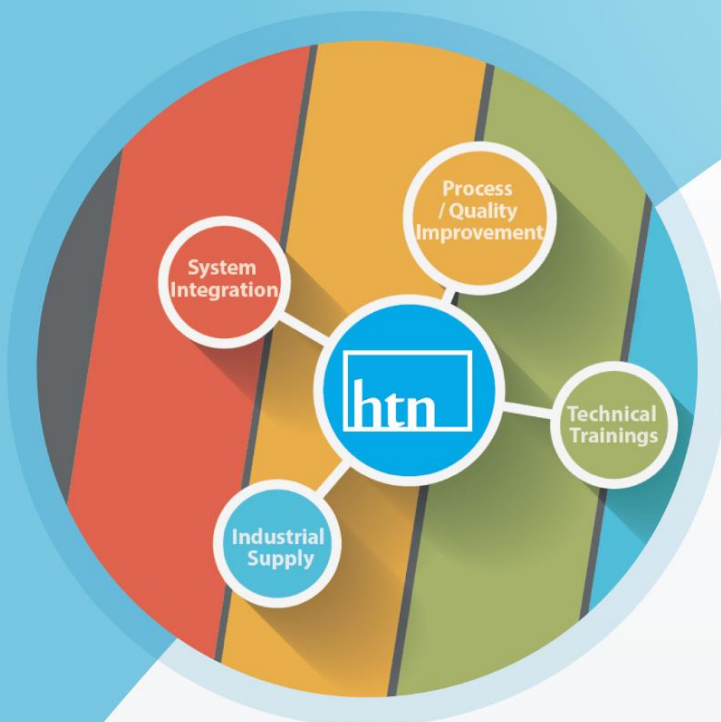 Process
/ Quality
Improvement
System
Integration
htn
Technical
Trainings
Industrial
Supply